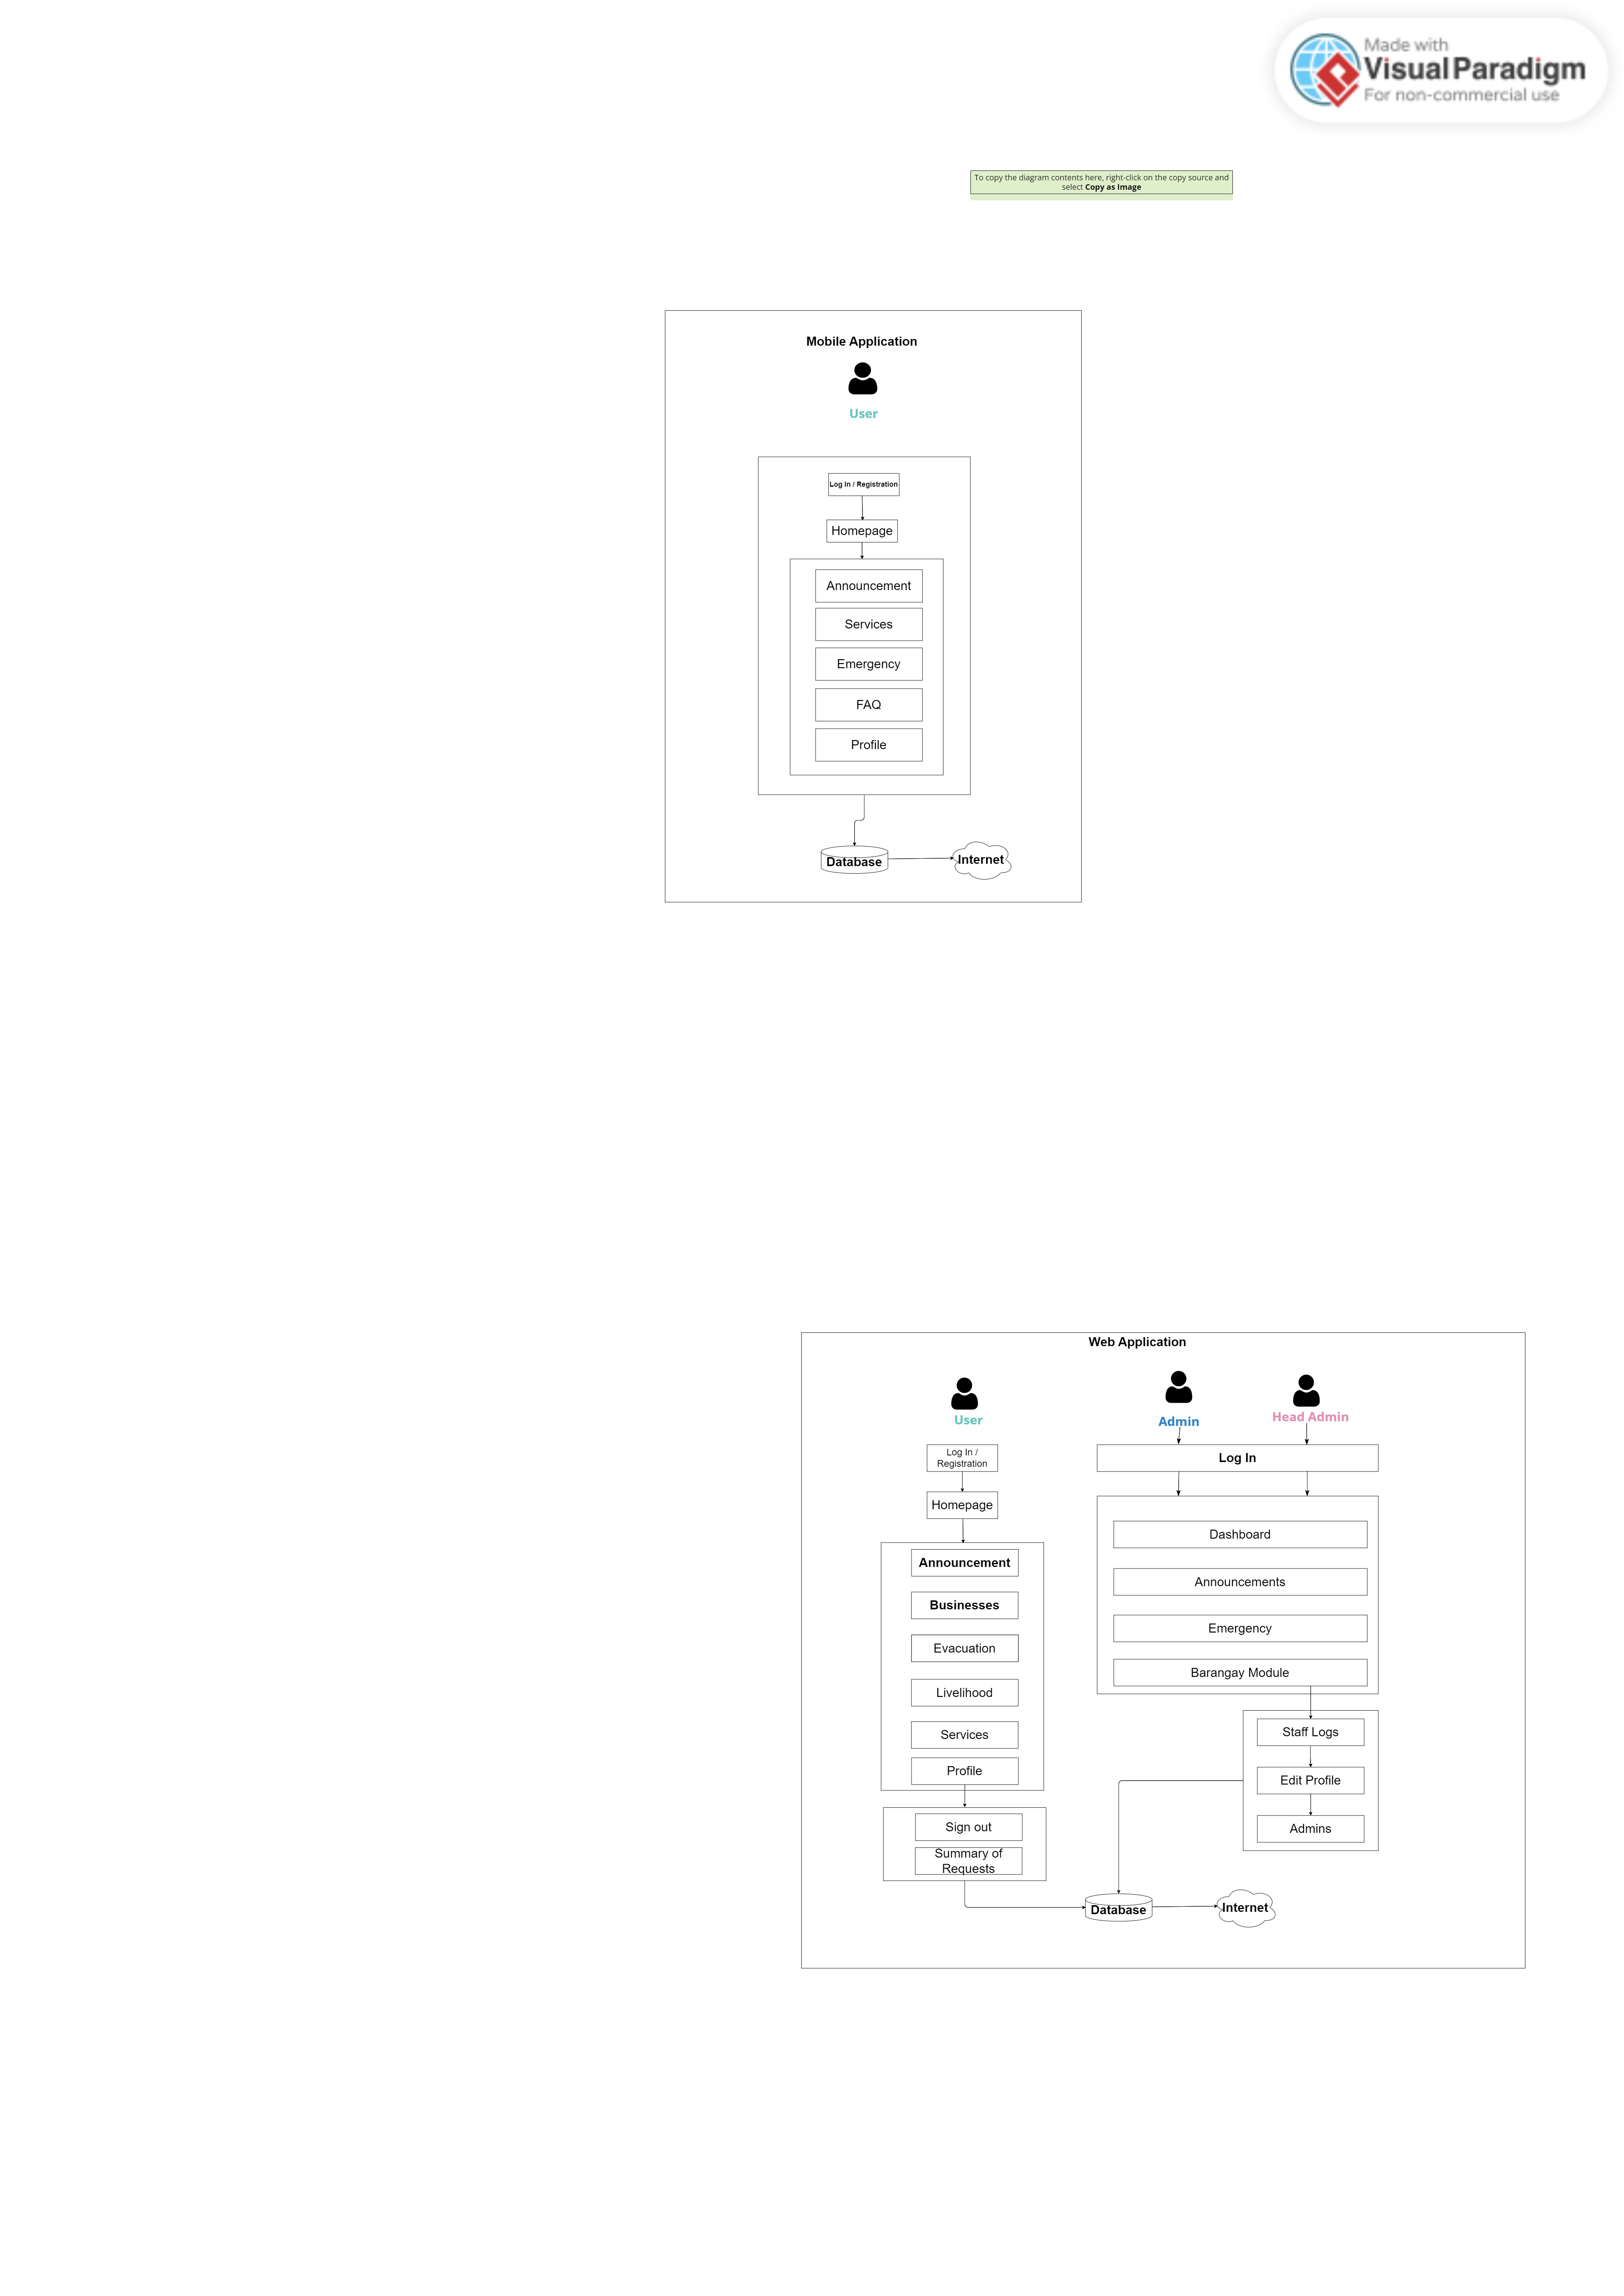 Made with
Visual Paradigm
For non-commercial use
To copy the diagram contents here, right-click on the copy source and
select Copy as Image
Mobile Application
User
Log In / Registration
Homepage
Announcement
Services
Emergency
FAQ
Profile
Database
Internet
Web Application
User
Log In /
Registration
Homepage
Announcement
Businesses
Evacuation
Livelihood
Services
Profile
Sign out
Summary of
Requests
Admin
Head Admin
Log In
Dashboard
Announcements
Emergency
Barangay Module
Staff Logs
Edit Profile
Admins
Database
Internet